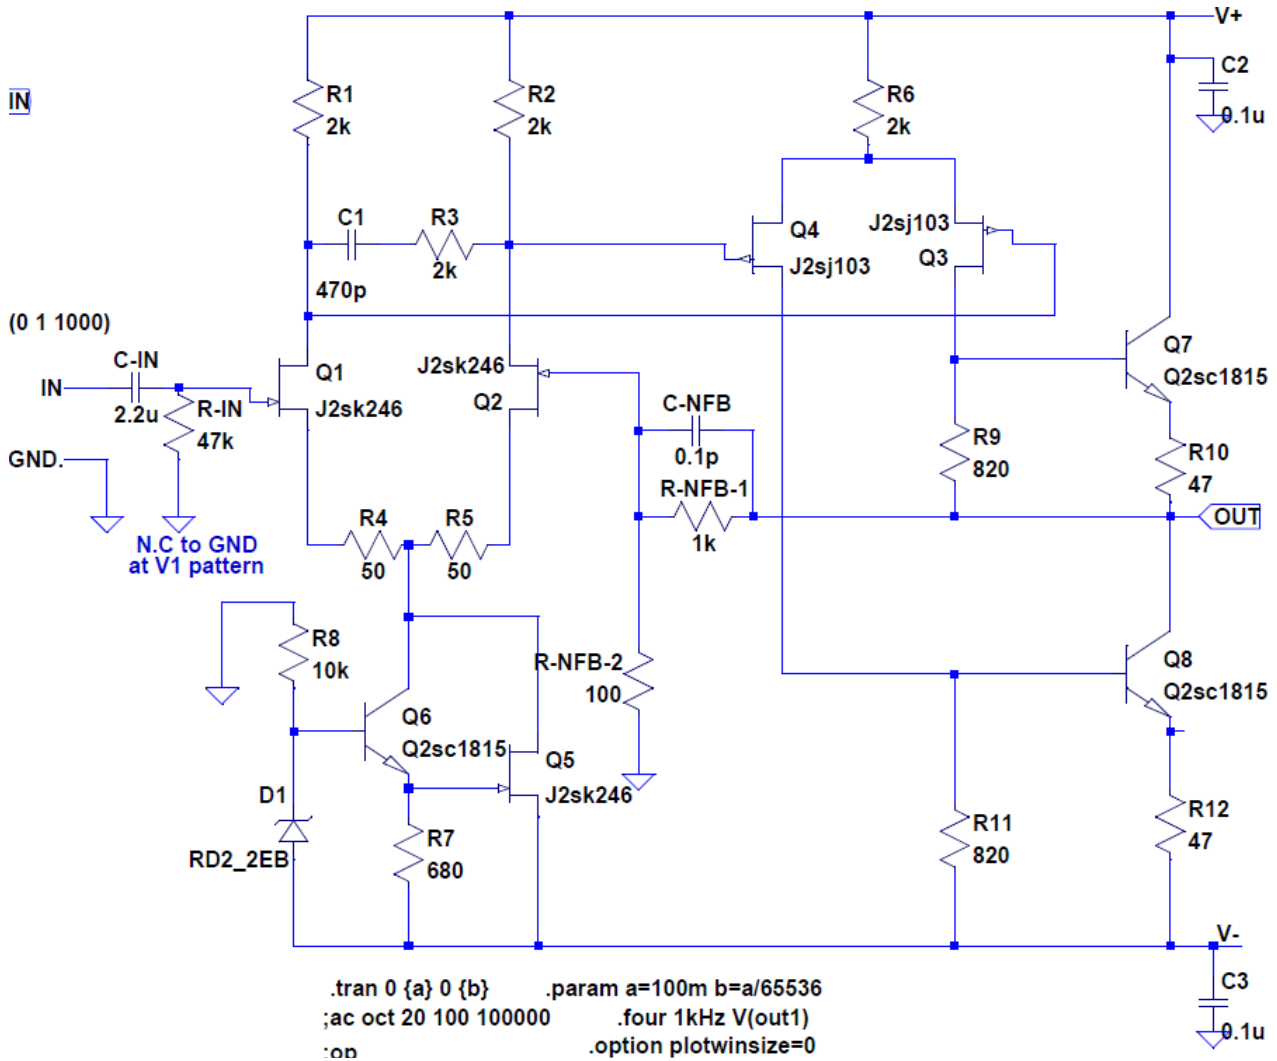 V+
C2
0.1u
R1
2k
R2
2k
R6
2k
IN
C1
470p
R3
2k
Q4
J2sj103
J2sj103
Q3
(0 1 1000)
C-IN
2.2u
IN
R-IN
47k
Q1
J2sk246
J2sk246
Q2
Q7
Q2sc1815
C-NFB
0.1p
R-NFB-1
1k
R9
820
R10
47
GND.
OUT
N.C to GND
at V1 pattern
R4
50
R5
50
R8
10k
R-NFB-2
100
Q8
Q2sc1815
Q6
Q2sc1815
Q5
J2sk246
D1
RD2_2EB
R7
680
R11
820
R12
47
V-
C3
0.1u
.tran 0 {a} 0 {b}
.param a=100m b=a/65536
;ac oct 20 100 100000
.four 1kHz V(out1)
;op
.option plotwinsize=0